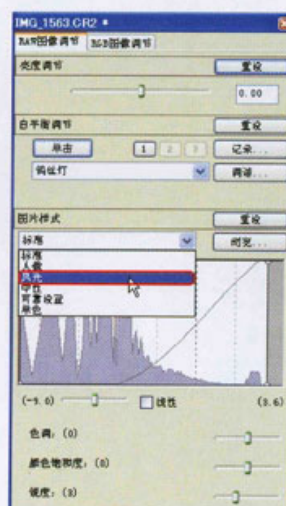 IMG_1563.CR2 *
RAW图像调节 RGB图像调节
亮度调节 重设
0.00
白平衡调节 重设
单击 1 2 3 记录...
钨丝灯 调谐...
图片样式 重设
标准 浏览...
标准
人像
风光
中性
可靠设置
单色
(-9.0) 线性 (3.6)
色调: (0)
颜色饱和度: (0)
锐度: (3)